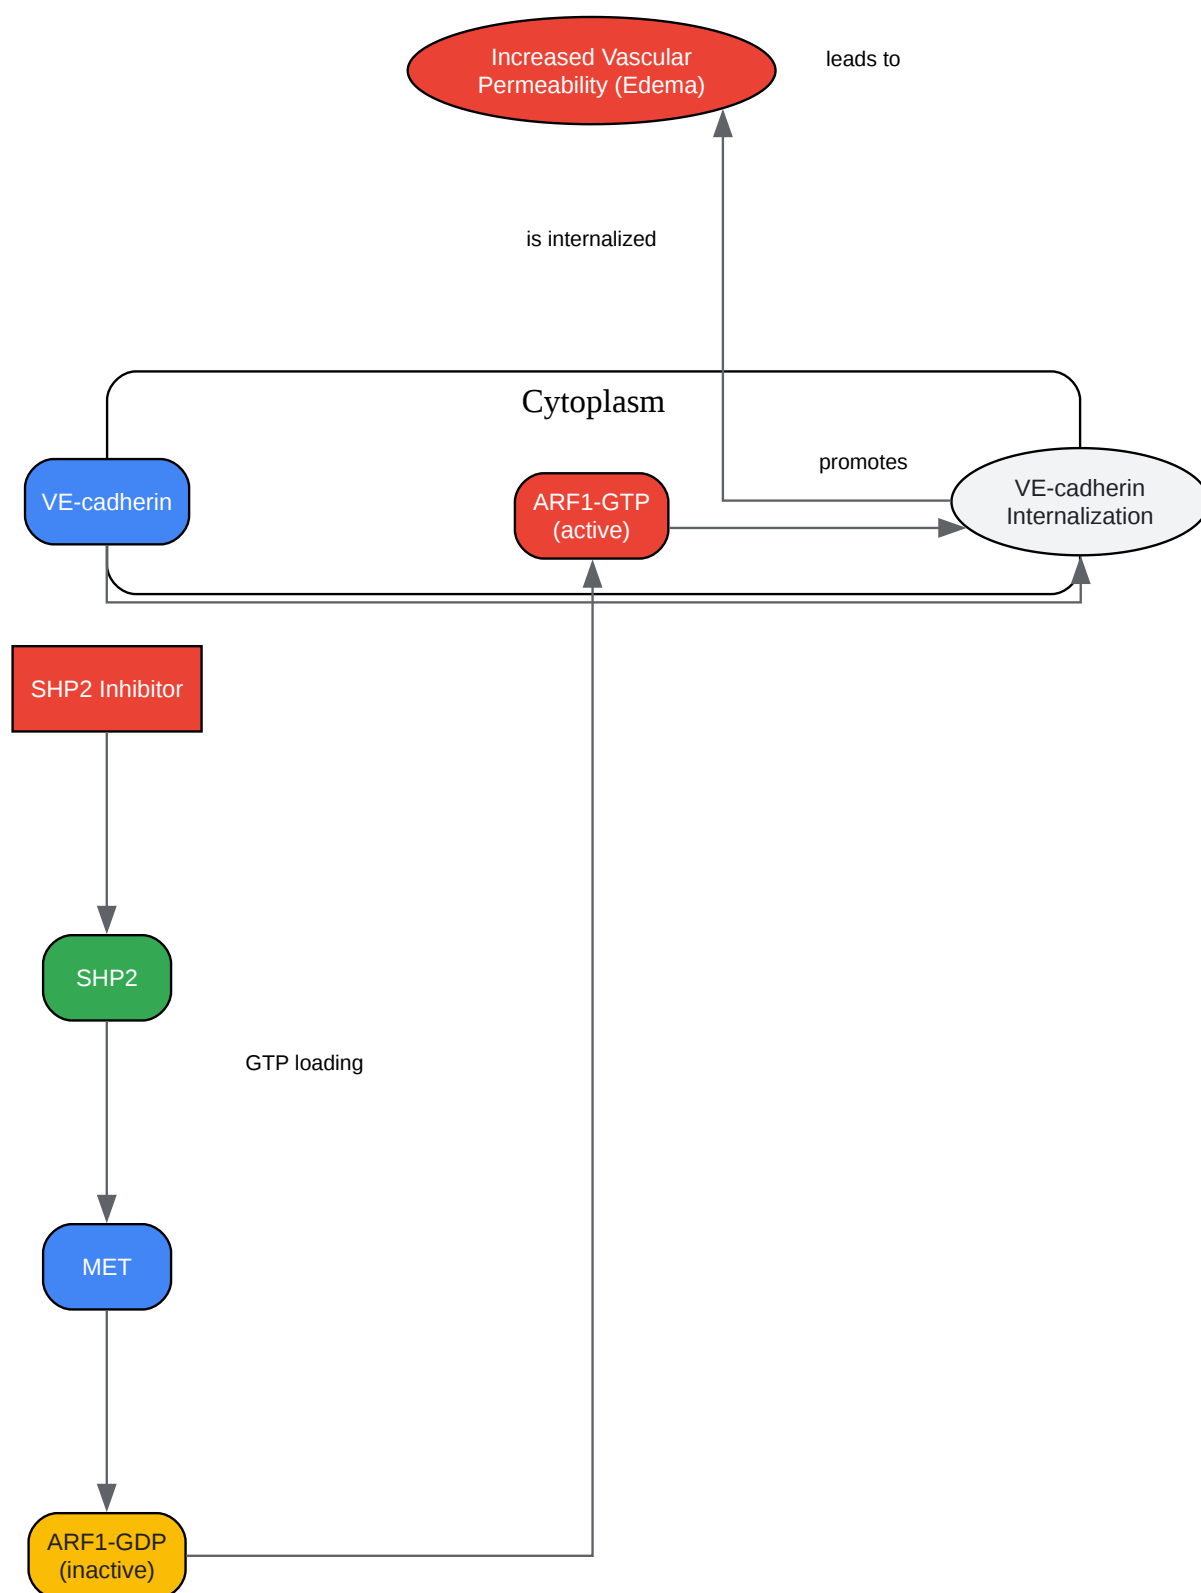 Increased Vascular
Permeability (Edema)
leads to
is internalized
Cytoplasm
promotes
VE-cadherin
ARF1-GTP
(active)
VE-cadherin
Internalization
SHP2 Inhibitor
SHP2
GTP loading
MET
ARF1-GDP
(inactive)